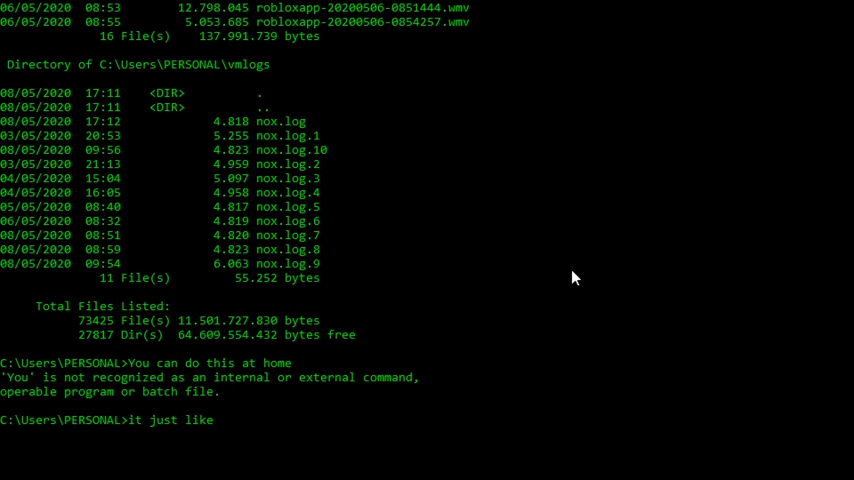 06/05/2020  08:53        12.798.045 robloxapp-20200506-0851444.wmv
06/05/2020  08:55         5.053.685 robloxapp-20200506-0854257.wmv
              16 File(s)    137.991.739 bytes
 Directory of C:\Users\PERSONAL\vmlogs
08/05/2020  17:11    <DIR>          .
08/05/2020  17:11    <DIR>          ..
08/05/2020  17:12             4.818 nox.log
03/05/2020  20:53             5.255 nox.log.1
08/05/2020  09:56             4.823 nox.log.10
03/05/2020  21:13             4.959 nox.log.2
04/05/2020  15:04             5.097 nox.log.3
04/05/2020  16:05             4.958 nox.log.4
05/05/2020  08:40             4.817 nox.log.5
06/05/2020  08:32             4.819 nox.log.6
08/05/2020  08:51             4.820 nox.log.7
08/05/2020  08:59             4.823 nox.log.8
08/05/2020  09:54             6.063 nox.log.9
              11 File(s)         55.252 bytes
     Total Files Listed:
           73425 File(s) 11.501.727.830 bytes
           27817 Dir(s)  64.609.554.432 bytes free
C:\Users\PERSONAL>You can do this at home
'You' is not recognized as an internal or external command,
operable program or batch file.
C:\Users\PERSONAL>it just like